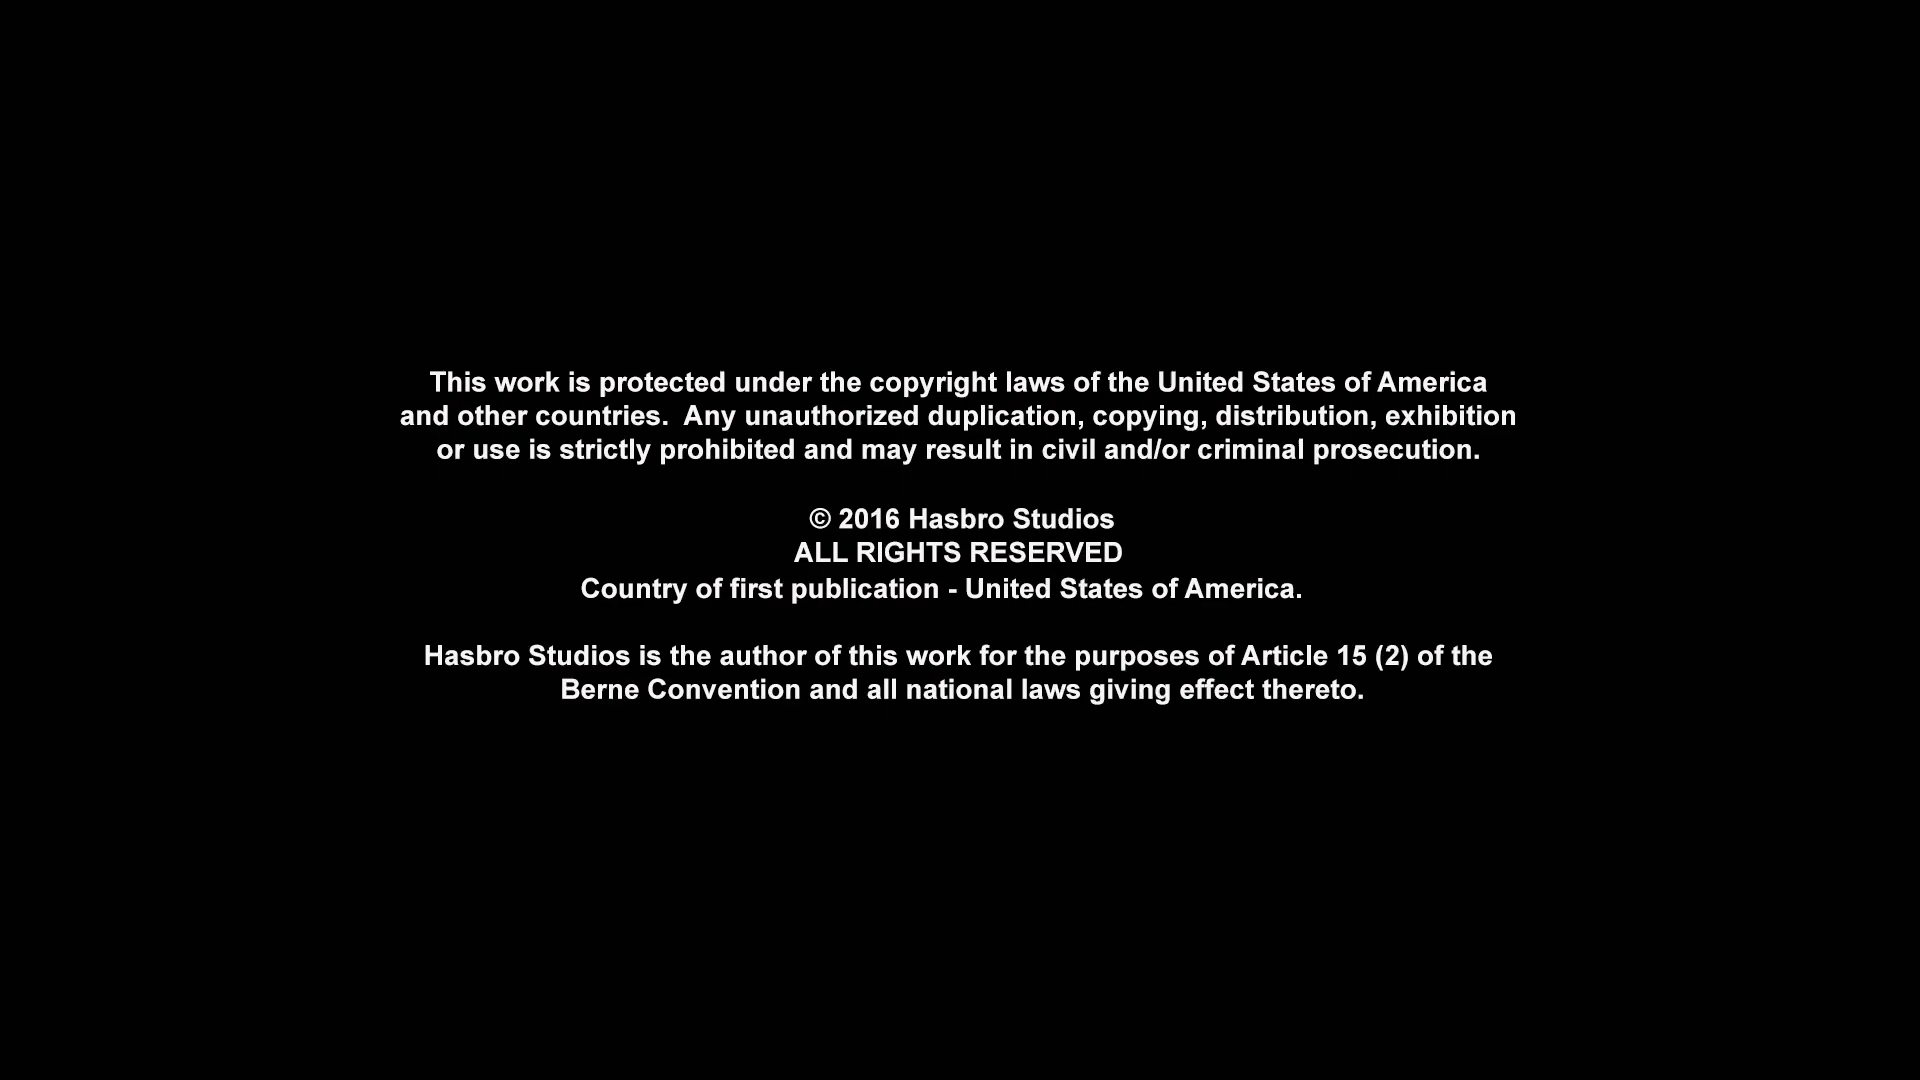 This work is protected under the copyright laws of the United States of America
and other countries.  Any unauthorized duplication, copying, distribution, exhibition
or use is strictly prohibited and may result in civil and/or criminal prosecution.
© 2016 Hasbro Studios
ALL RIGHTS RESERVED
Country of first publication - United States of America.
Hasbro Studios is the author of this work for the purposes of Article 15 (2) of the
Berne Convention and all national laws giving effect thereto.